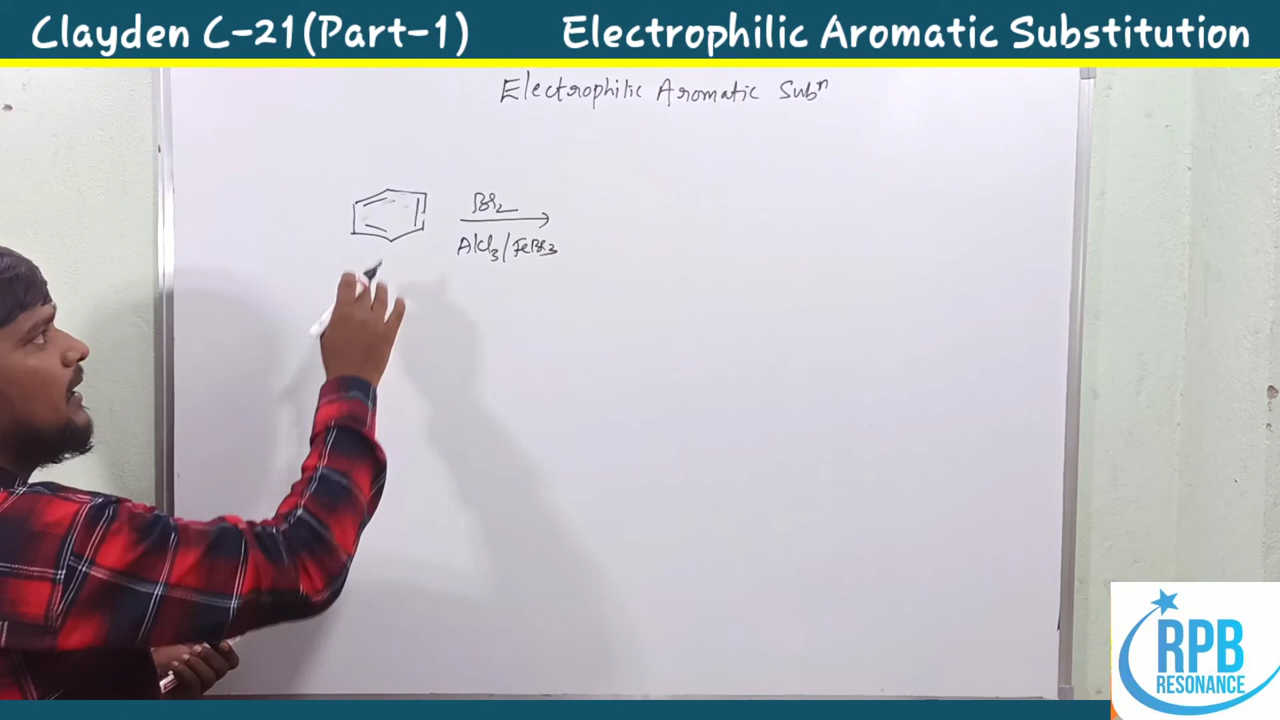 Clayden C-21(Part-1) Electrophilic Aromatic Substitution
Electrophilic Aromatic Subⁿ
Br₂
AlCl₃/FeBr₃
RPB
RESONANCE